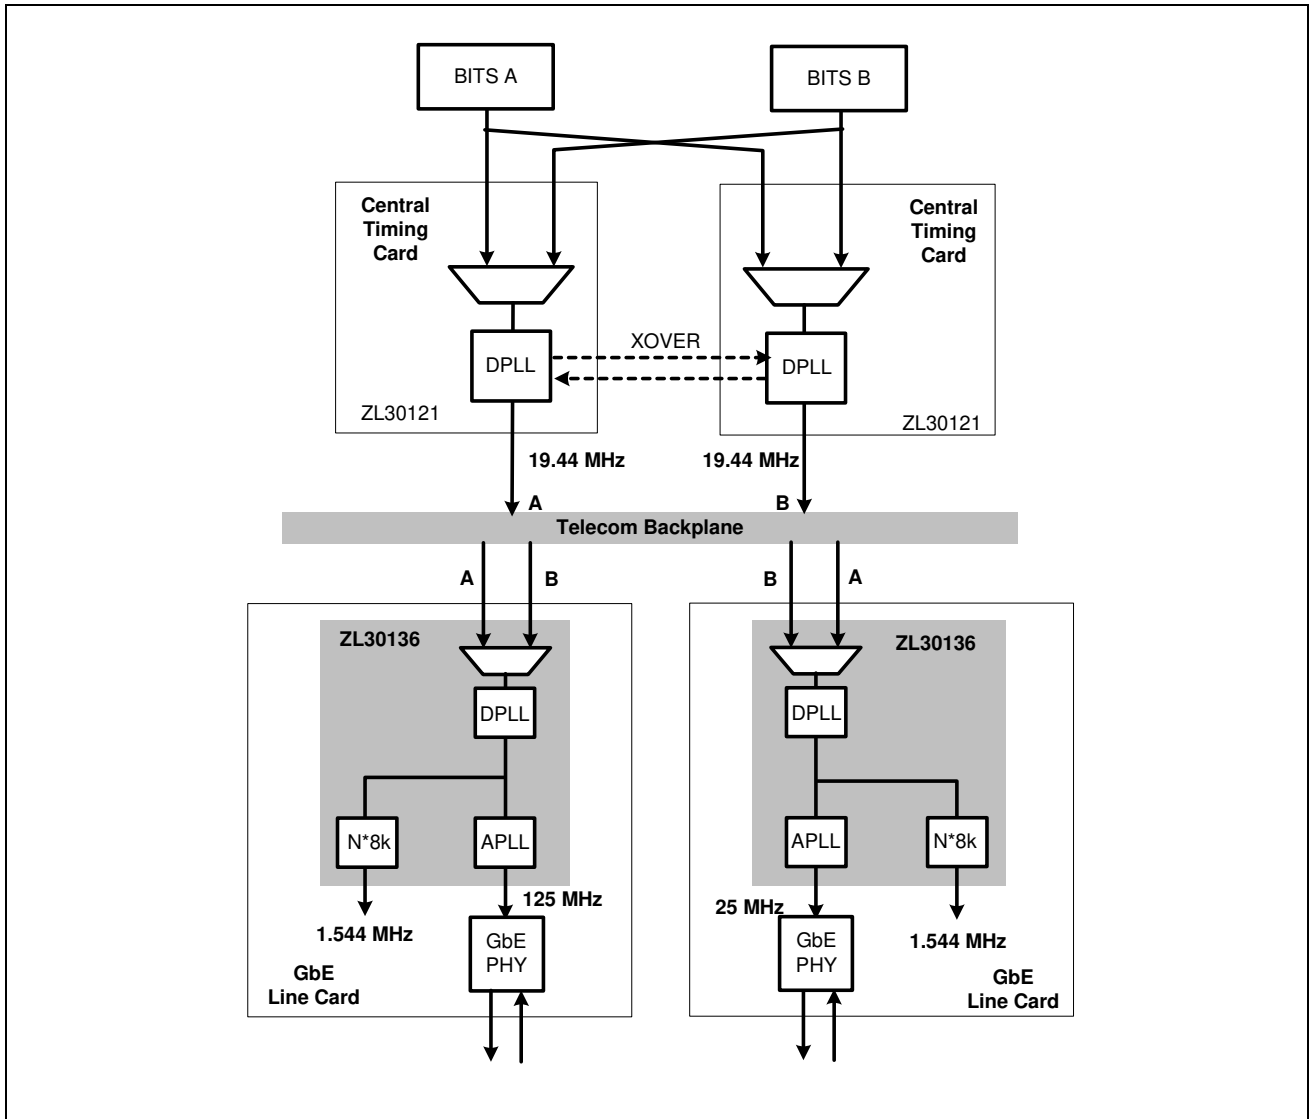 BITS A
BITS B
Central
Timing
Card
Central
Timing
Card
XOVER
DPLL
DPLL
ZL30121
ZL30121
19.44 MHz
19.44 MHz
A
B
Telecom Backplane
A
B
B
A
ZL30136
ZL30136
DPLL
DPLL
N*8k
APLL
APLL
N*8k
125 MHz
25 MHz
1.544 MHz
GbE
PHY
GbE
PHY
1.544 MHz
GbE
Line Card
GbE
Line Card